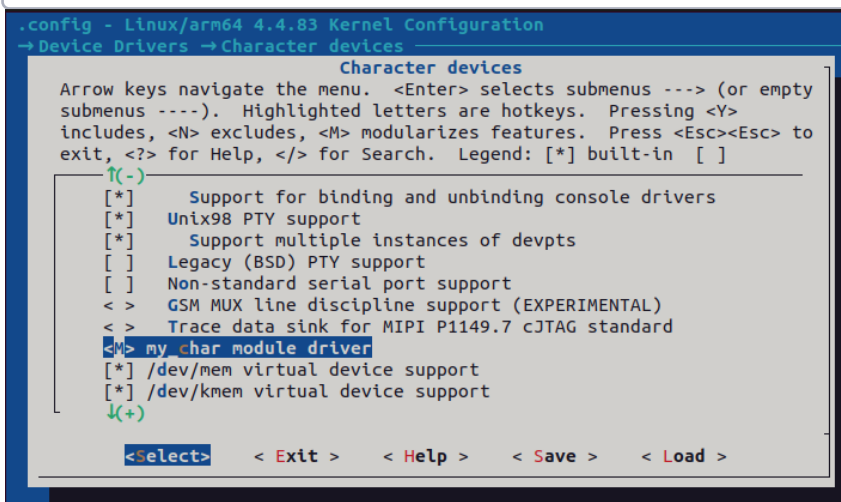 .config - Linux/arm64 4.4.83 Kernel Configuration
→Device Drivers →Character devices
Character devices
Arrow keys navigate the menu.  <Enter> selects submenus ---> (or empty
submenus ----).  Highlighted letters are hotkeys.  Pressing <Y>
includes, <N> excludes, <M> modularizes features.  Press <Esc><Esc> to
exit, <?> for Help, </> for Search.  Legend: [*] built-in  [ ]
↑(-)
[*]     Support for binding and unbinding console drivers
[*]   Unix98 PTY support
[*]     Support multiple instances of devpts
[ ]   Legacy (BSD) PTY support
[ ]   Non-standard serial port support
< >   GSM MUX line discipline support (EXPERIMENTAL)
< >   Trace data sink for MIPI P1149.7 cJTAG standard
<M> my_char module driver
[*] /dev/mem virtual device support
[*] /dev/kmem virtual device support
↓(+)
<Select>    < Exit >    < Help >    < Save >    < Load >